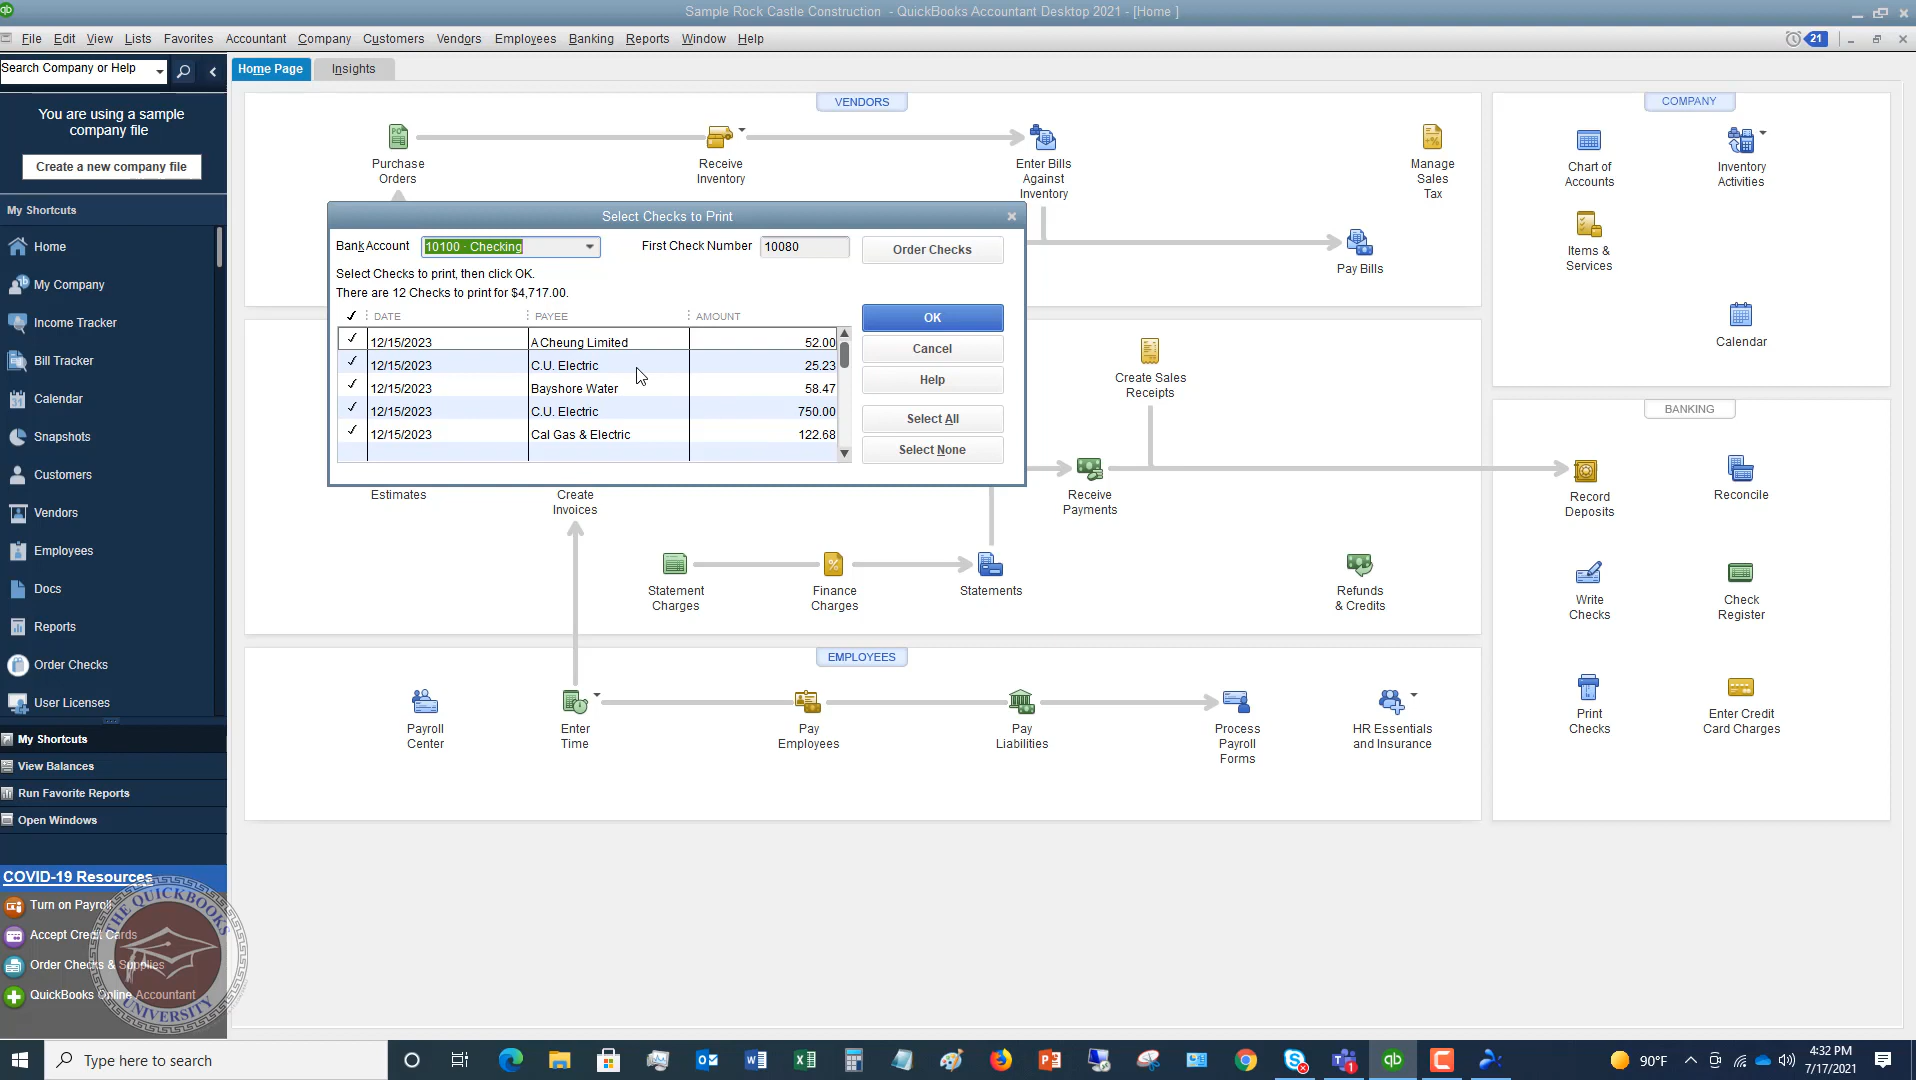 Sample Rock Castle Construction - QuickBooks Accountant Desktop 2021 - [Home ]
File Edit View Lists Favorites Accountant Company Customers Vendors Employees Banking Reports Window Help
21
Search Company or Help
Home Page
Insights
You are using a sample
company file
Create a new company file
My Shortcuts
Home
My Company
Income Tracker
Bill Tracker
Calendar
Snapshots
Customers
Vendors
Employees
Docs
Reports
Order Checks
User Licenses
My Shortcuts
View Balances
Run Favorite Reports
Open Windows
COVID-19 Resources
Turn on Payroll
Accept Credit Cards
Order Checks & Supplies
QuickBooks Online Accountant
THE QUICKBOOKS
UNIVERSITY
VENDORS
Purchase
Orders
Receive
Inventory
Enter Bills
Against
Inventory
Manage
Sales
Tax
Pay Bills
Select Checks to Print
Bank Account
10100 · Checking
First Check Number
10080
Order Checks
Select Checks to print, then click OK.
There are 12 Checks to print for $4,717.00.
DATE PAYEE AMOUNT
12/15/2023 A Cheung Limited 52.00
12/15/2023 C.U. Electric 25.23
12/15/2023 Bayshore Water 58.47
12/15/2023 C.U. Electric 750.00
12/15/2023 Cal Gas & Electric 122.68
OK
Cancel
Help
Select All
Select None
Create Sales
Receipts
Estimates
Create
Invoices
Receive
Payments
Statement
Charges
Finance
Charges
Statements
Refunds
& Credits
EMPLOYEES
Payroll
Center
Enter
Time
Pay
Employees
Pay
Liabilities
Process
Payroll
Forms
HR Essentials
and Insurance
COMPANY
Chart of
Accounts
Inventory
Activities
Items &
Services
Calendar
BANKING
Record
Deposits
Reconcile
Write
Checks
Check
Register
Print
Checks
Enter Credit
Card Charges
Type here to search
90°F
4:32 PM
7/17/2021